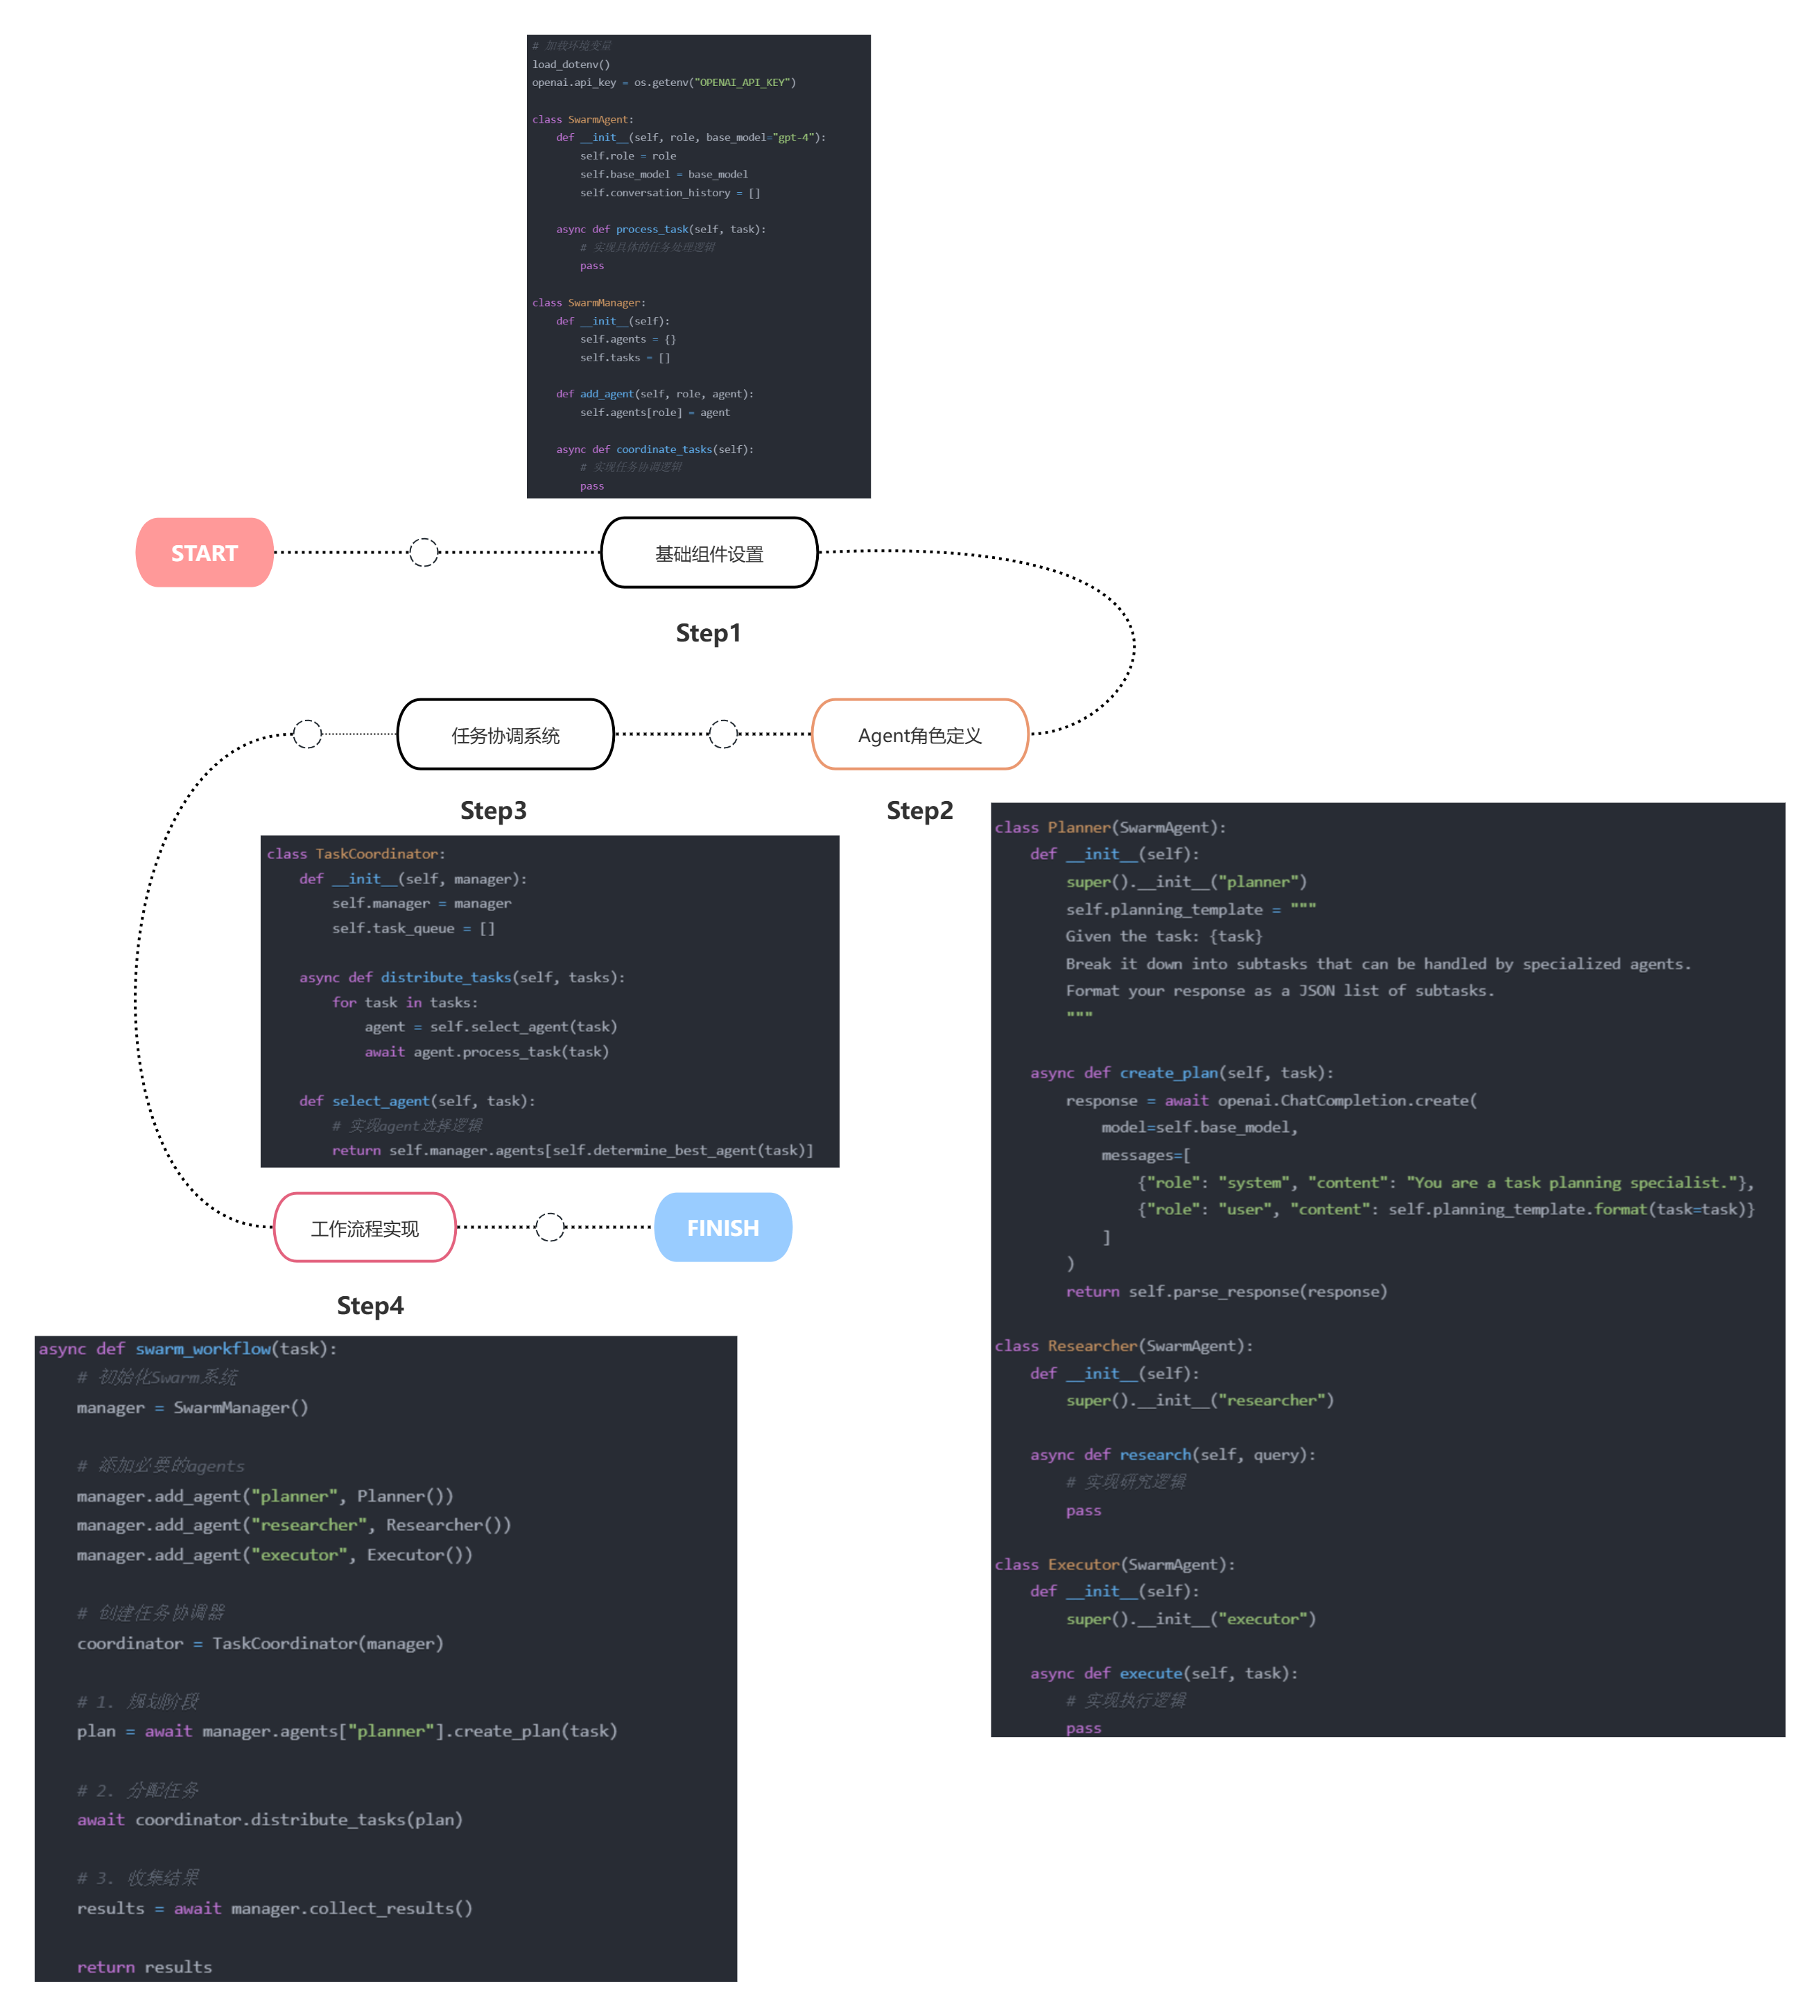 # 加载环境变量
load_dotenv()
openai.api_key = os.getenv("OPENAI_API_KEY")
class SwarmAgent:
    def __init__(self, role, base_model="gpt-4"):
        self.role = role
        self.base_model = base_model
        self.conversation_history = []
    async def process_task(self, task):
        # 实现具体的任务处理逻辑
        pass
class SwarmManager:
    def __init__(self):
        self.agents = {}
        self.tasks = []
    def add_agent(self, role, agent):
        self.agents[role] = agent
    async def coordinate_tasks(self):
        # 实现任务协调逻辑
        pass
START
基础组件设置
Step1
Agent角色定义
Step2
class Planner(SwarmAgent):
    def __init__(self):
        super().__init__("planner")
        self.planning_template = """
        Given the task: {task}
        Break it down into subtasks that can be handled by specialized agents.
        Format your response as a JSON list of subtasks.
        """
    async def create_plan(self, task):
        response = await openai.ChatCompletion.create(
            model=self.base_model,
            messages=[
                {"role": "system", "content": "You are a task planning specialist."},
                {"role": "user", "content": self.planning_template.format(task=task)}
            ]
        )
        return self.parse_response(response)
class Researcher(SwarmAgent):
    def __init__(self):
        super().__init__("researcher")
    async def research(self, query):
        # 实现研究逻辑
        pass
class Executor(SwarmAgent):
    def __init__(self):
        super().__init__("executor")
    async def execute(self, task):
        # 实现执行逻辑
        pass
任务协调系统
Step3
class TaskCoordinator:
    def __init__(self, manager):
        self.manager = manager
        self.task_queue = []
    async def distribute_tasks(self, tasks):
        for task in tasks:
            agent = self.select_agent(task)
            await agent.process_task(task)
    def select_agent(self, task):
        # 实现agent选择逻辑
        return self.manager.agents[self.determine_best_agent(task)]
工作流程实现
FINISH
Step4
async def swarm_workflow(task):
    # 初始化Swarm系统
    manager = SwarmManager()
    # 添加必要的agents
    manager.add_agent("planner", Planner())
    manager.add_agent("researcher", Researcher())
    manager.add_agent("executor", Executor())
    # 创建任务协调器
    coordinator = TaskCoordinator(manager)
    # 1. 规划阶段
    plan = await manager.agents["planner"].create_plan(task)
    # 2. 分配任务
    await coordinator.distribute_tasks(plan)
    # 3. 收集结果
    results = await manager.collect_results()
    return results